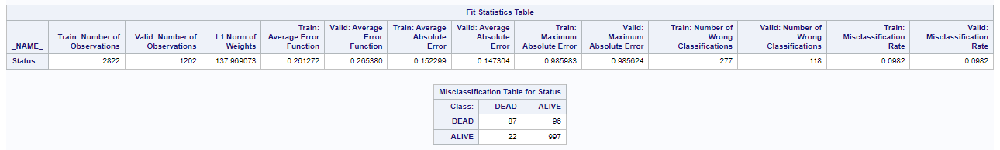 Fit Statistics Table
_NAME_ Train: Number of Observations Valid: Number of Observations L1 Norm of Weights Train: Average Error Function Valid: Average Error Function Train: Average Absolute Error Valid: Average Absolute Error Train: Maximum Absolute Error Valid: Maximum Absolute Error Train: Number of Wrong Classifications Valid: Number of Wrong Classifications Train: Misclassification Rate Valid: Misclassification Rate
Status 2822 1202 137.969073 0.261272 0.265380 0.152299 0.147304 0.985983 0.985624 277 118 0.0982 0.0982
Misclassification Table for Status
Class: DEAD ALIVE
DEAD 87 96
ALIVE 22 997